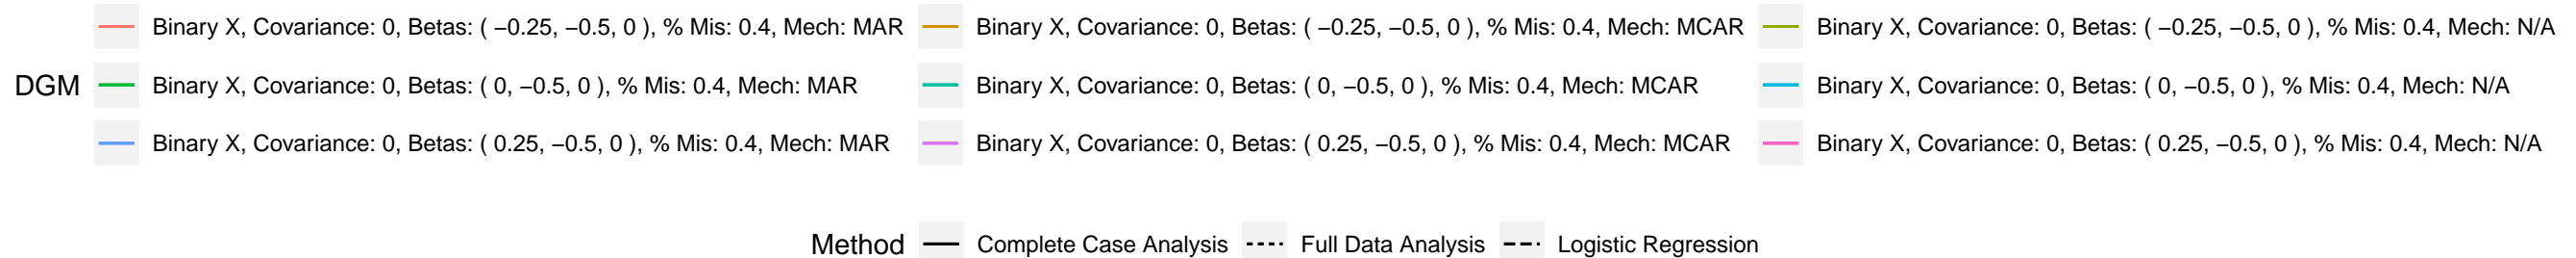 Binary X, Covariance: 0, Betas: ( −0.25, −0.5, 0 ), % Mis: 0.4, Mech: MAR Binary X, Covariance: 0, Betas: ( −0.25, −0.5, 0 ), % Mis: 0.4, Mech: MCAR Binary X, Covariance: 0, Betas: ( −0.25, −0.5, 0 ), % Mis: 0.4, Mech: N/A
DGM Binary X, Covariance: 0, Betas: ( 0, −0.5, 0 ), % Mis: 0.4, Mech: MAR Binary X, Covariance: 0, Betas: ( 0, −0.5, 0 ), % Mis: 0.4, Mech: MCAR Binary X, Covariance: 0, Betas: ( 0, −0.5, 0 ), % Mis: 0.4, Mech: N/A
Binary X, Covariance: 0, Betas: ( 0.25, −0.5, 0 ), % Mis: 0.4, Mech: MAR Binary X, Covariance: 0, Betas: ( 0.25, −0.5, 0 ), % Mis: 0.4, Mech: MCAR Binary X, Covariance: 0, Betas: ( 0.25, −0.5, 0 ), % Mis: 0.4, Mech: N/A
Method Complete Case Analysis Full Data Analysis Logistic Regression